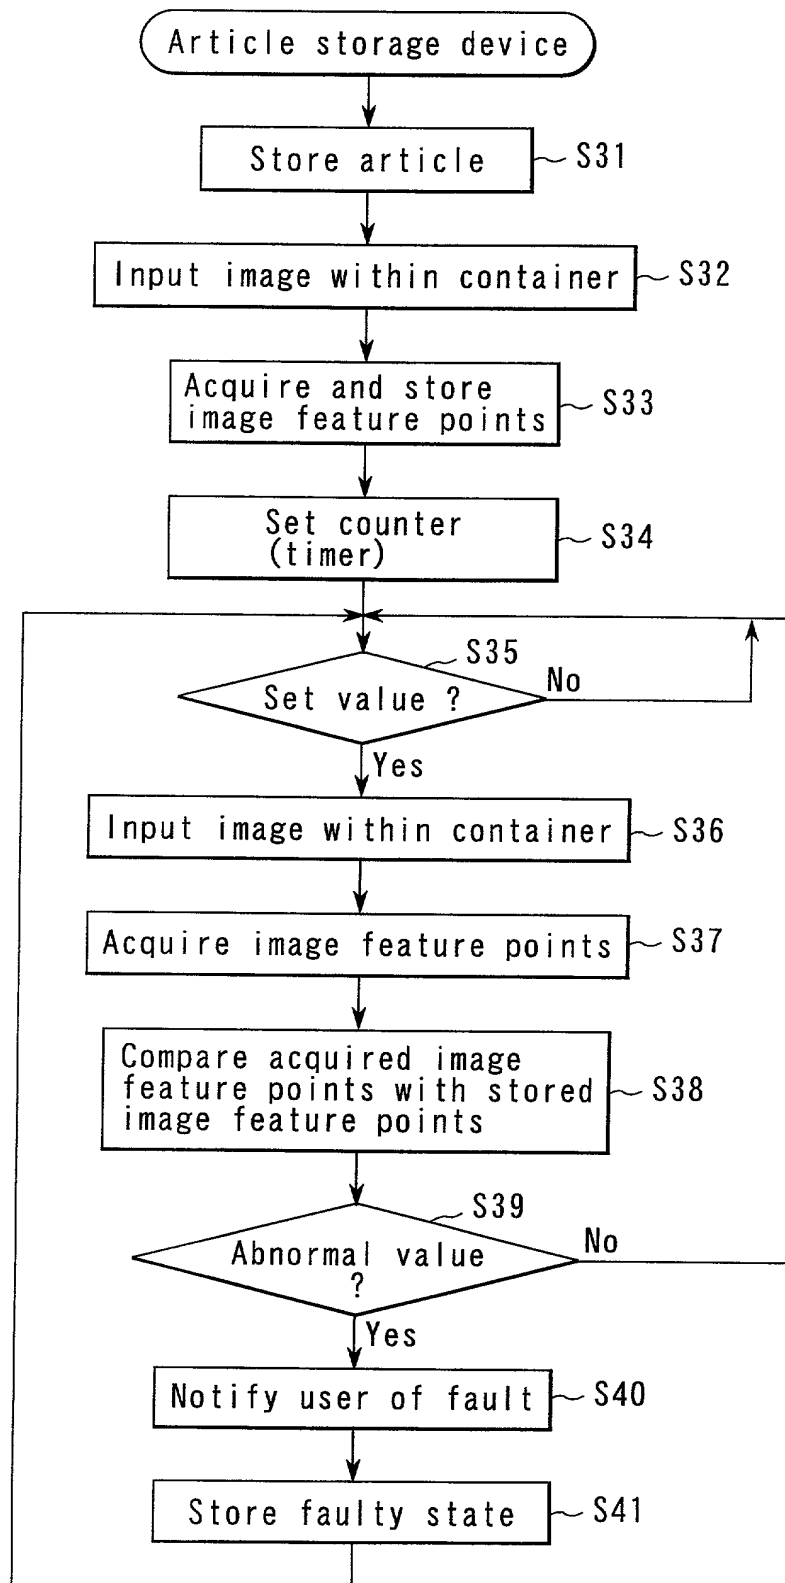 Article storage device
Store article
S31
Input image within container
S32
Acquire and store
image feature points
S33
Set counter
(timer)
S34
S35
Set value ?
No
Yes
Input image within container
S36
Acquire image feature points
S37
Compare acquired image
feature points with stored
image feature points
S38
S39
Abnormal value
?
No
Yes
Notify user of fault
S40
Store faulty state
S41